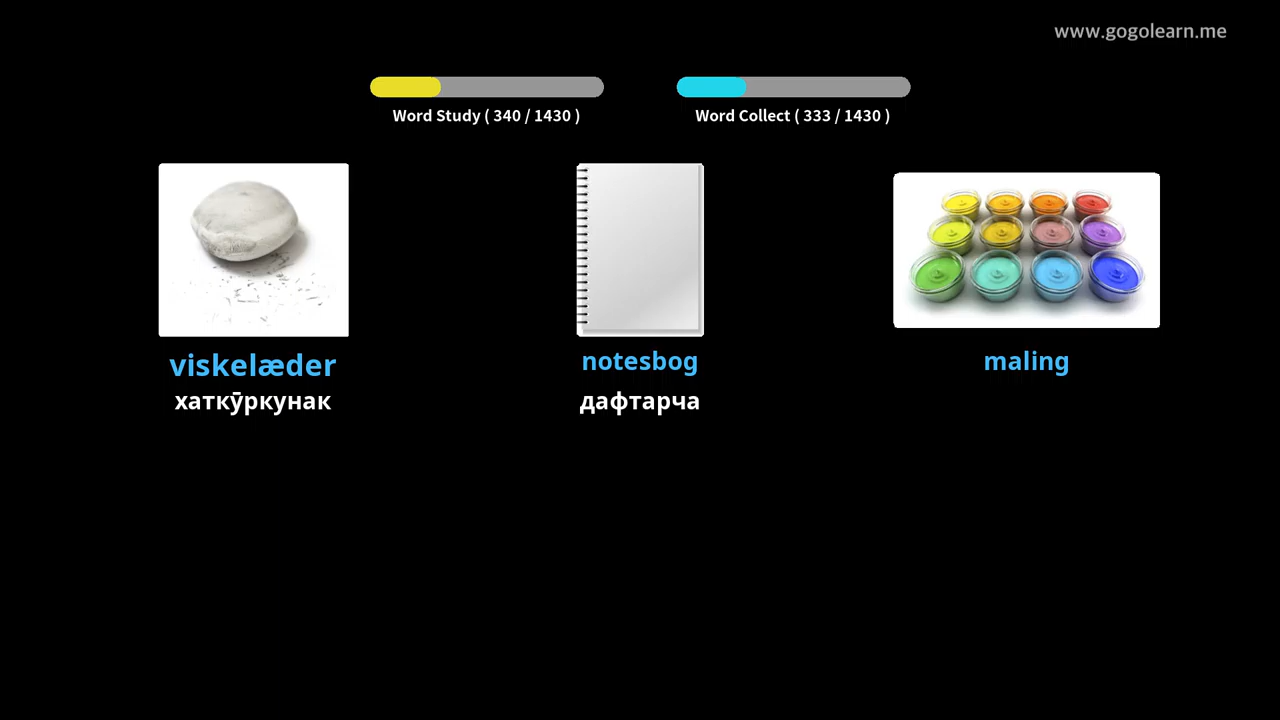 www.gogolearn.me
Word Study ( 340 / 1430 )
Word Collect ( 333 / 1430 )
viskelæder
хаткӯркунак
notesbog
дафтарча
maling